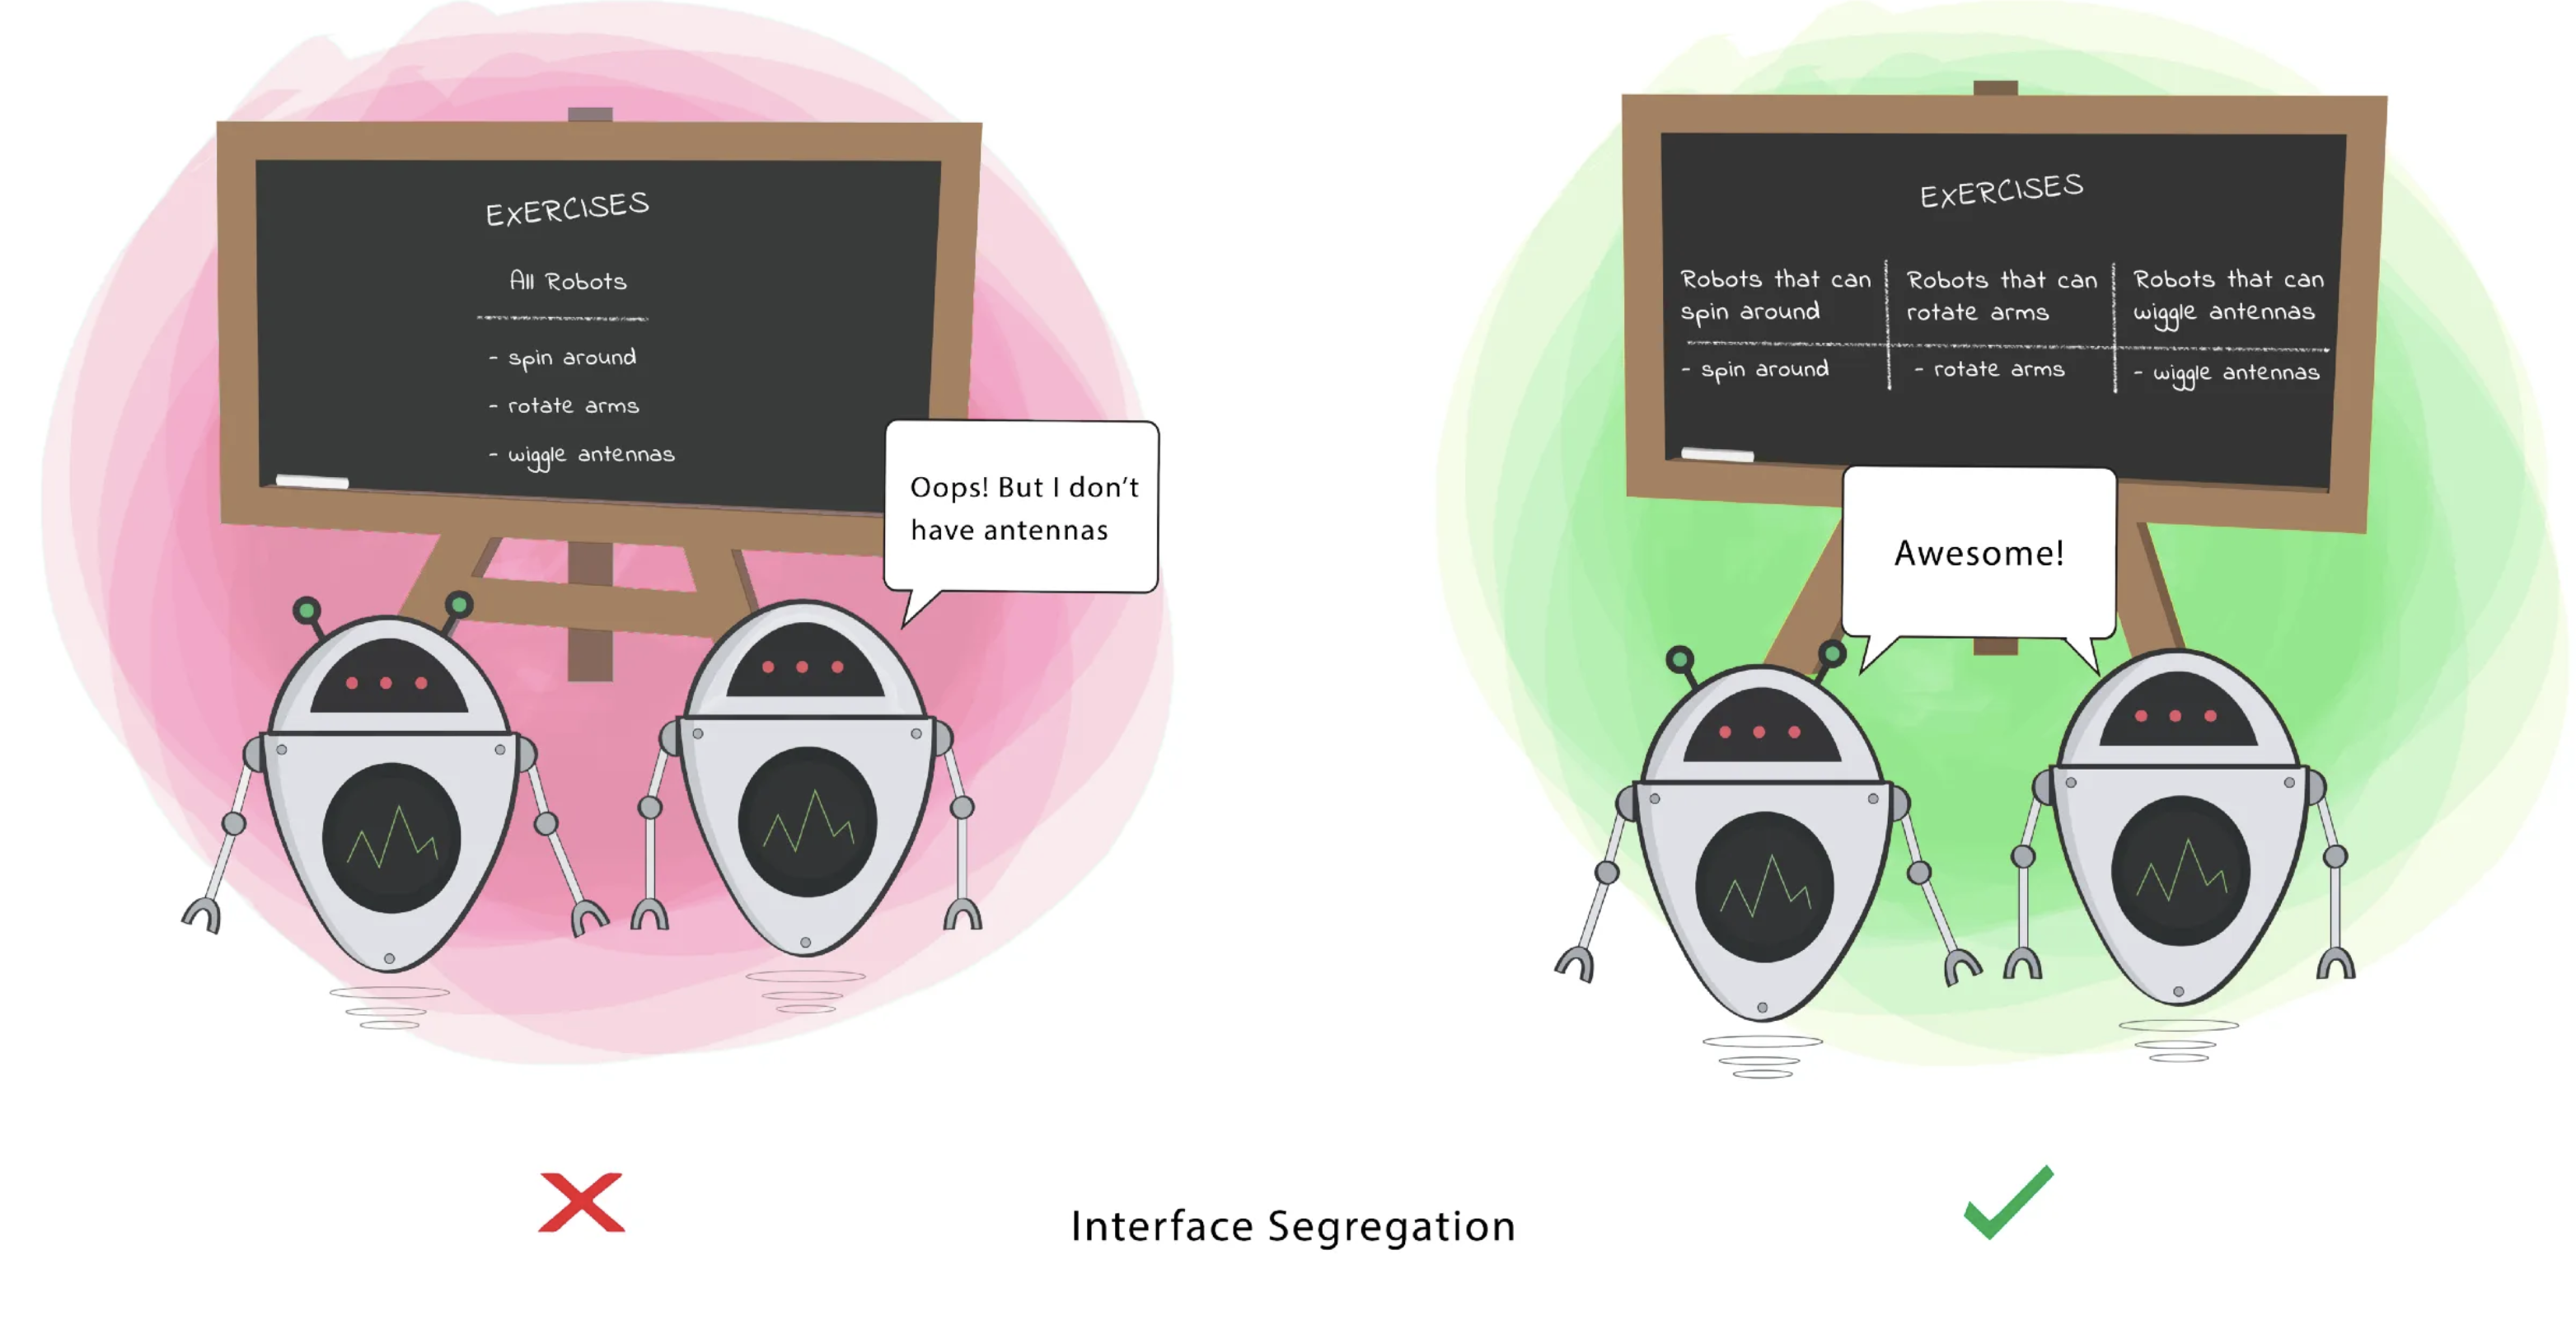 EXERCISES
All Robots
- spin around
- rotate arms
- wiggle antennas
Oops! But I don't
have antennas
EXERCISES
Robots that can
spin around
- spin around
Robots that can
rotate arms
- rotate arms
Robots that can
wiggle antennas
- wiggle antennas
Awesome!
Interface Segregation